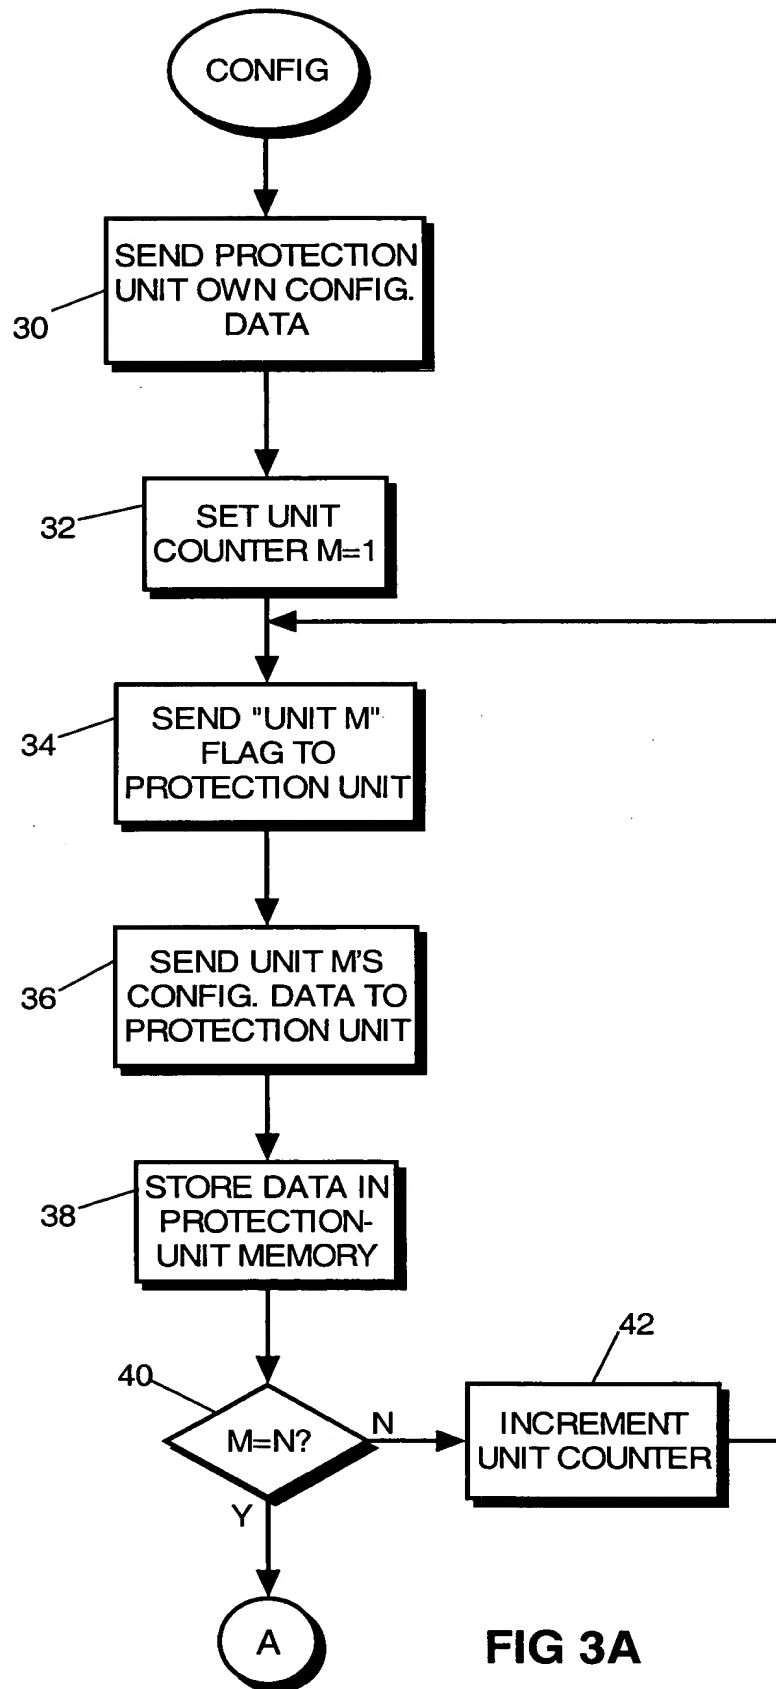 CONFIG
SEND PROTECTION
UNIT OWN CONFIG.
DATA
30
32
SET UNIT
COUNTER M=1
34
SEND "UNIT M"
FLAG TO
PROTECTION UNIT
36
SEND UNIT M'S
CONFIG. DATA TO
PROTECTION UNIT
38
STORE DATA IN
PROTECTION-
UNIT MEMORY
40
M=N?
N
42
INCREMENT
UNIT COUNTER
Y
A
FIG 3A